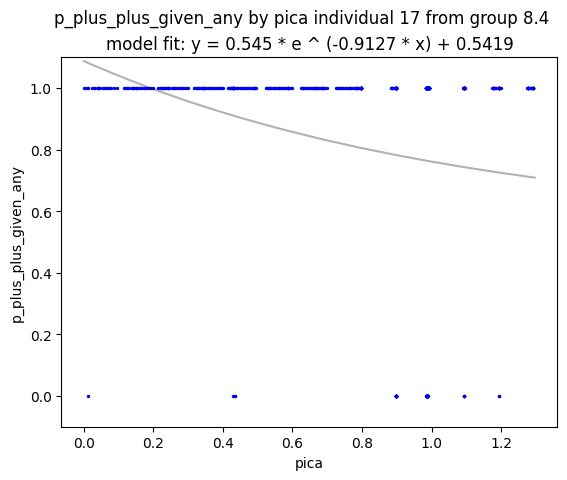 p_plus_plus_given_any by pica individual 17 from group 8.4
model fit: y = 0.545 * e ^ (-0.9127 * x) + 0.5419
p_plus_plus_given_any
1.0
0.8
0.6
0.4
0.2
0.0
0.0 0.2 0.4 0.6 0.8 1.0 1.2
pica